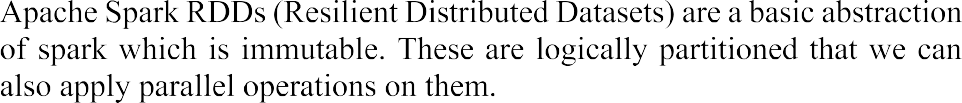 Apache Spark RDDs (Resilient Distributed Datasets) are a basic abstraction
of spark which is immutable. These are logically partitioned that we can
also apply parallel operations on them.